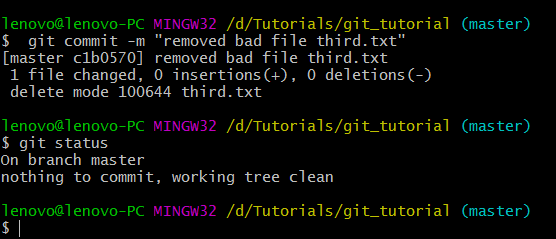 lenovo@lenovo-PC MINGW32 /d/Tutorials/git_tutorial (master)
$  git commit -m "removed bad file third.txt"
[master c1b0570] removed bad file third.txt
 1 file changed, 0 insertions(+), 0 deletions(-)
 delete mode 100644 third.txt
lenovo@lenovo-PC MINGW32 /d/Tutorials/git_tutorial (master)
$ git status
On branch master
nothing to commit, working tree clean
lenovo@lenovo-PC MINGW32 /d/Tutorials/git_tutorial (master)
$